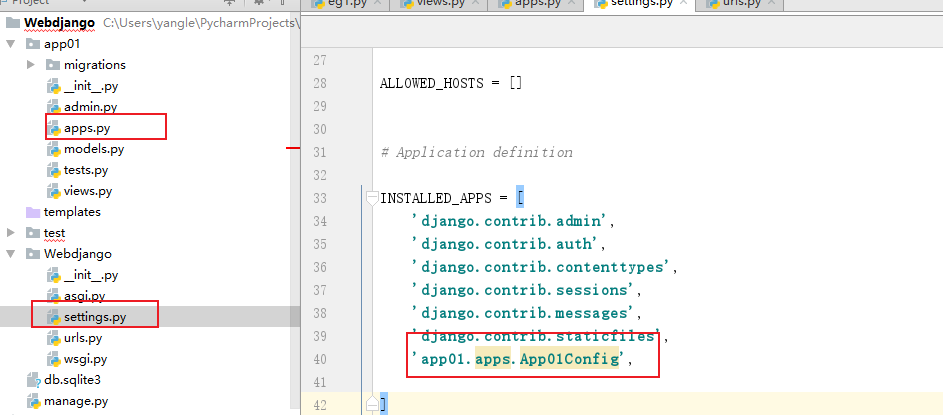 Project
Webdjango C:\Users\yangle\PycharmProjects\
app01
migrations
__init__.py
admin.py
apps.py
models.py
tests.py
views.py
templates
test
Webdjango
__init__.py
asgi.py
settings.py
urls.py
wsgi.py
db.sqlite3
manage.py
eg1.py views.py apps.py settings.py urls.py
27
28 ALLOWED_HOSTS = []
29
30
31 # Application definition
32
33 INSTALLED_APPS = [
34 'django.contrib.admin',
35 'django.contrib.auth',
36 'django.contrib.contenttypes',
37 'django.contrib.sessions',
38 'django.contrib.messages',
39 'django.contrib.staticfiles',
40 'app01.apps.App01Config',
41
42 ]